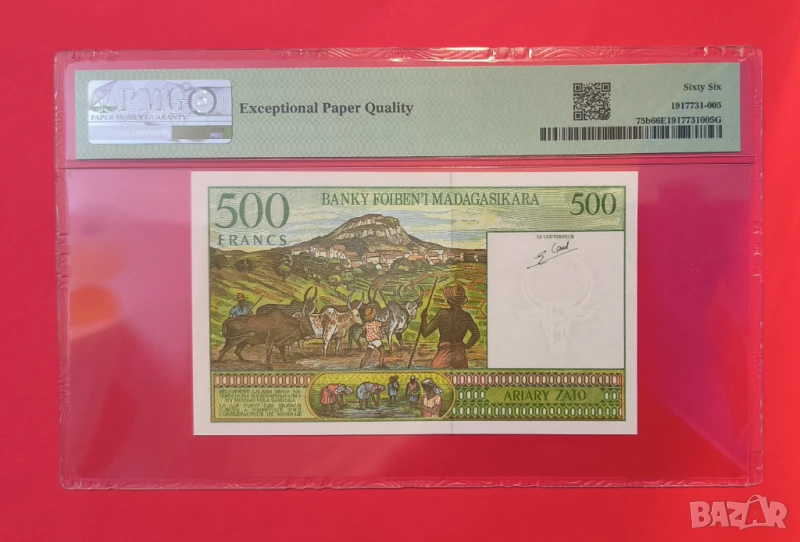 PMG
PAPER MONEY GUARANTY
Exceptional Paper Quality
Sixty Six
1917731-005
75b66E1917731005G
BANKY FOIBEN'I MADAGASIKARA
500
FRANCS
500
LE GOUVERNEUR
ARIARY ZATO
BAZAR